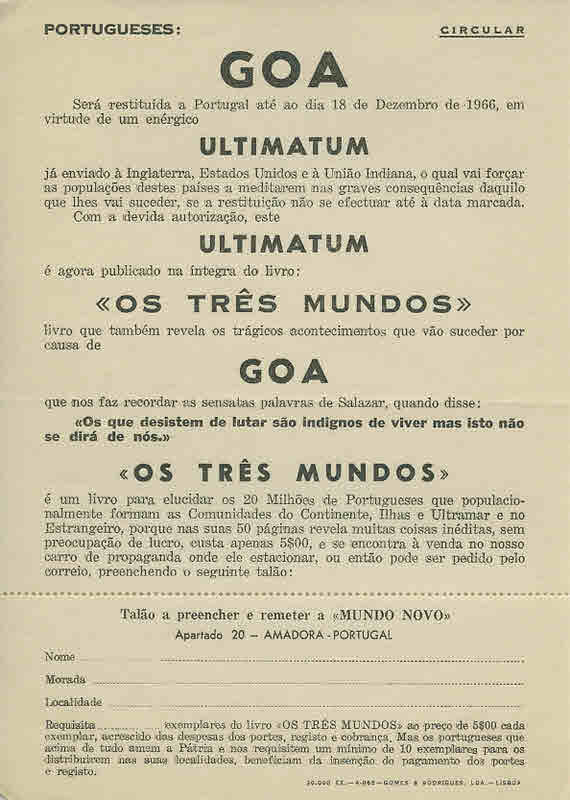 PORTUGUESES:
CIRCULAR
GOA
Será restituída a Portugal até ao dia 18 de Dezembro de 1966, em
virtude de um enérgico
ULTIMATUM
já enviado à Inglaterra, Estados Unidos e à União Indiana, o qual vai forçar
as populações destes países a meditarem nas graves consequências daquilo
que lhes vai suceder, se a restituição não se efectuar até à data marcada.
Com a devida autorização, este
ULTIMATUM
é agora publicado na íntegra do livro:
«OS TRÊS MUNDOS»
livro que também revela os trágicos acontecimentos que vão suceder por
causa de
GOA
que nos faz recordar as sensatas palavras de Salazar, quando disse:
«Os que desistem de lutar são indignos de viver mas isto não
se dirá de nós.»
«OS TRÊS MUNDOS»
é um livro para elucidar os 20 Milhões de Portugueses que populacio-
nalmente formam as Comunidades do Continente, Ilhas e Ultramar e no
Estrangeiro, porque nas suas 50 páginas revela muitas coisas inéditas, sem
preocupação de lucro, custa apenas 5$00, e se encontra à venda no nosso
carro de propaganda onde ele estacionar, ou então pode ser pedido pelo
correio, preenchendo o seguinte talão:
Talão a preencher e remeter a «MUNDO NOVO»
Apartado 20 — AMADORA - PORTUGAL
Nome
Morada
Localidade
Requisita exemplares do livro «OS TRÊS MUNDOS» ao preço de 5$00 cada
exemplar, acrescido das despesas dos portes, registo e cobrança. Mas os portugueses que
acima de tudo amem a Pátria e nos requisitem um mínimo de 10 exemplares para os
distribuirem nas suas localidades, beneficiam da insenção do pagamento dos portes
e registo.
30.000 EX.—4-966—GOMES & RODRIGUES, LDA.—LISBOA